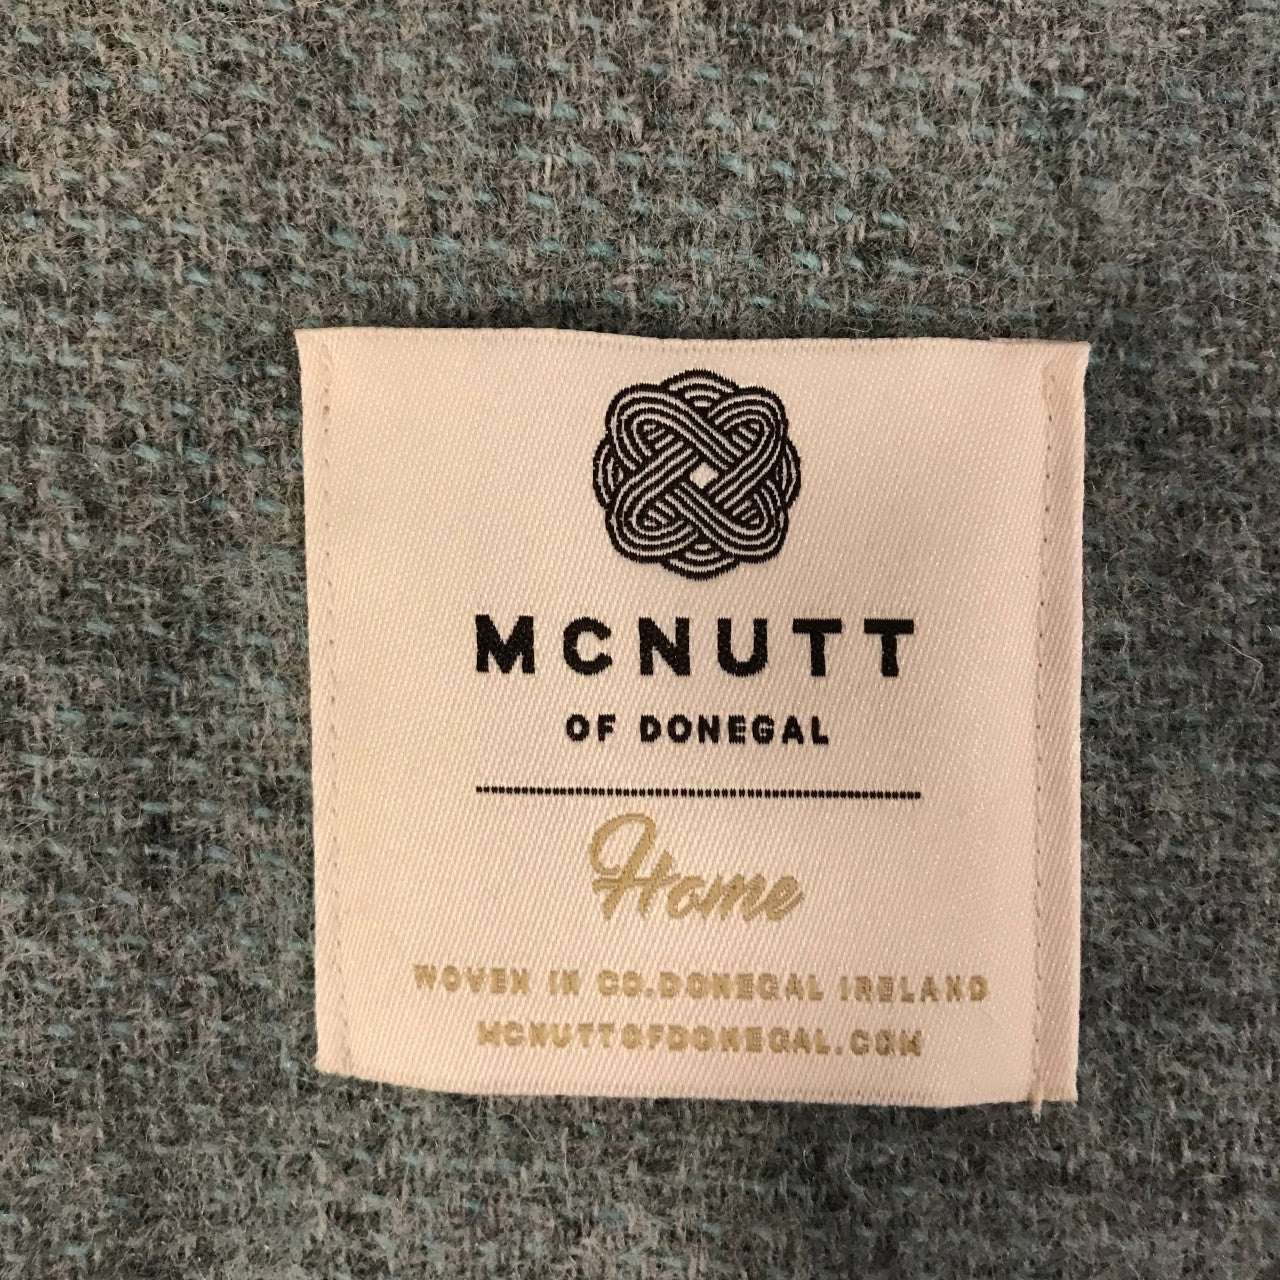 MCNUTT
OF DONEGAL
Home
WOVEN IN CO.DONEGAL IRELAND
MCNUTTOFDONEGAL.COM